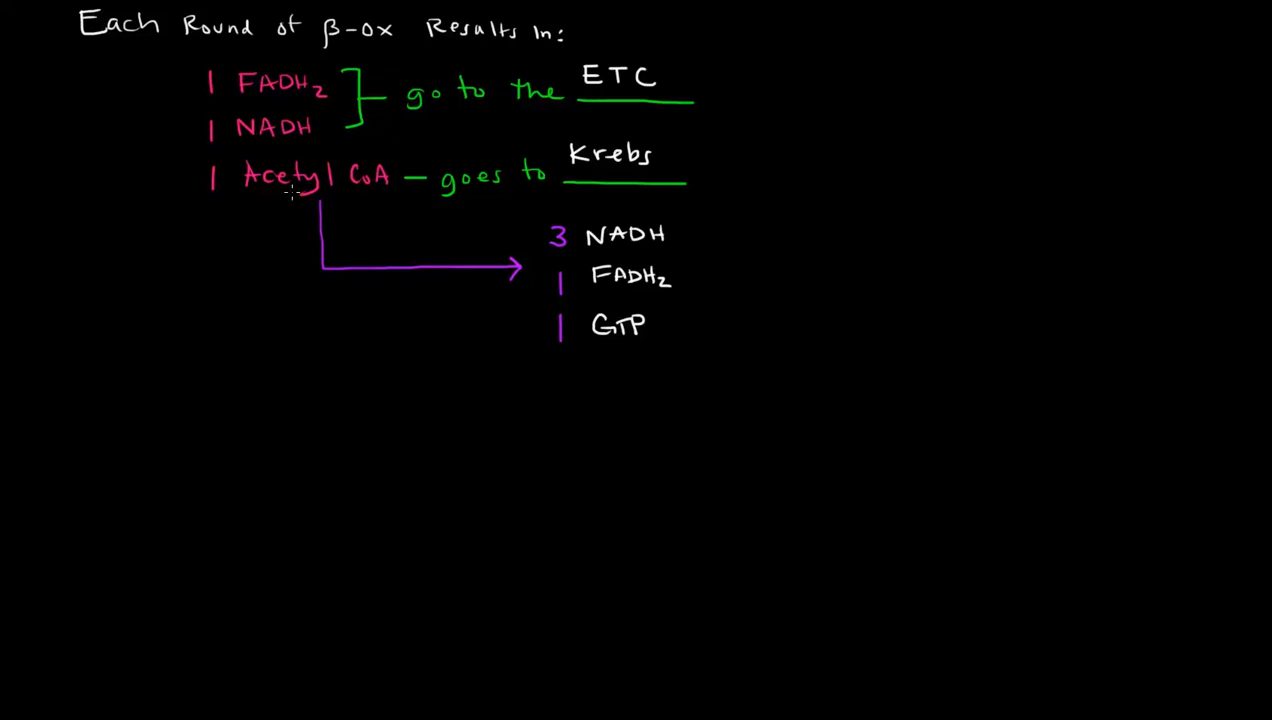 Each Round of β-Ox Results In:
1 FADH₂ go to the ETC
1 NADH
1 Acetyl CoA — goes to Krebs
3 NADH
1 FADH₂
1 GTP